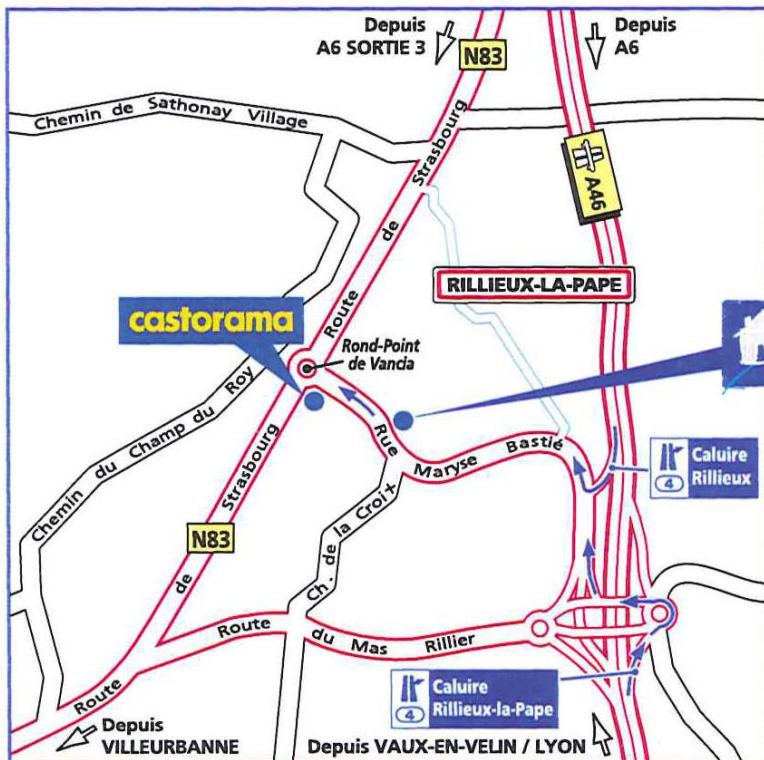 Depuis
A6 SORTIE 3
N83
Depuis
A6
Chemin de Sathonay Village
Strasbourg
de
Route
A46
RILLIEUX-LA-PAPE
castorama
Rond-Point
de Vancia
Chemin du Champ du Roy
Rue Maryse Bastié
4
Caluire
Rillieux
Strasbourg
de
Route
N83
Ch. de la Croix
Route du Mas Rillier
4
Caluire
Rillieux-la-Pape
Depuis
VILLEURBANNE
Depuis VAUX-EN-VELIN / LYON